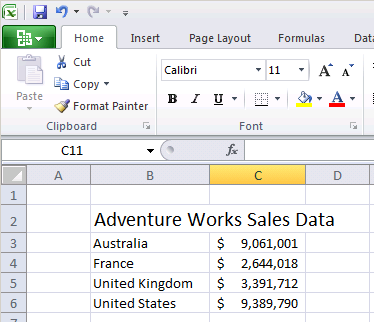 Home Insert Page Layout Formulas Dat
Cut
Copy
Format Painter
Paste
Clipboard
Calibri 11 A A
B I U A
Font
C11 fx
A B C D
1
2 Adventure Works Sales Data
3 Australia $ 9,061,001
4 France $ 2,644,018
5 United Kingdom $ 3,391,712
6 United States $ 9,389,790